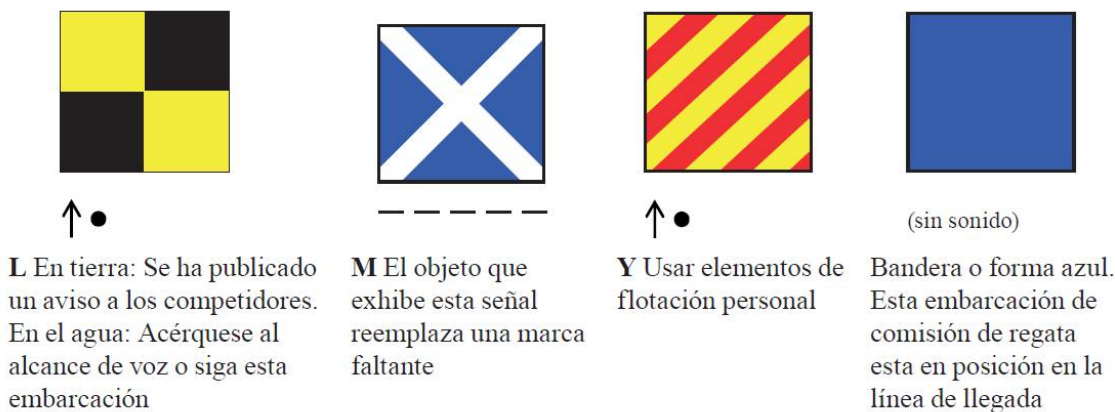 (sin sonido)
L En tierra: Se ha publicado
un aviso a los competidores.
En el agua: Acérquese al
alcance de voz o siga esta
embarcación
M El objeto que
exhibe esta señal
reemplaza una marca
faltante
Y Usar elementos de
flotación personal
Bandera o forma azul.
Esta embarcación de
comisión de regata
esta en posición en la
línea de llegada